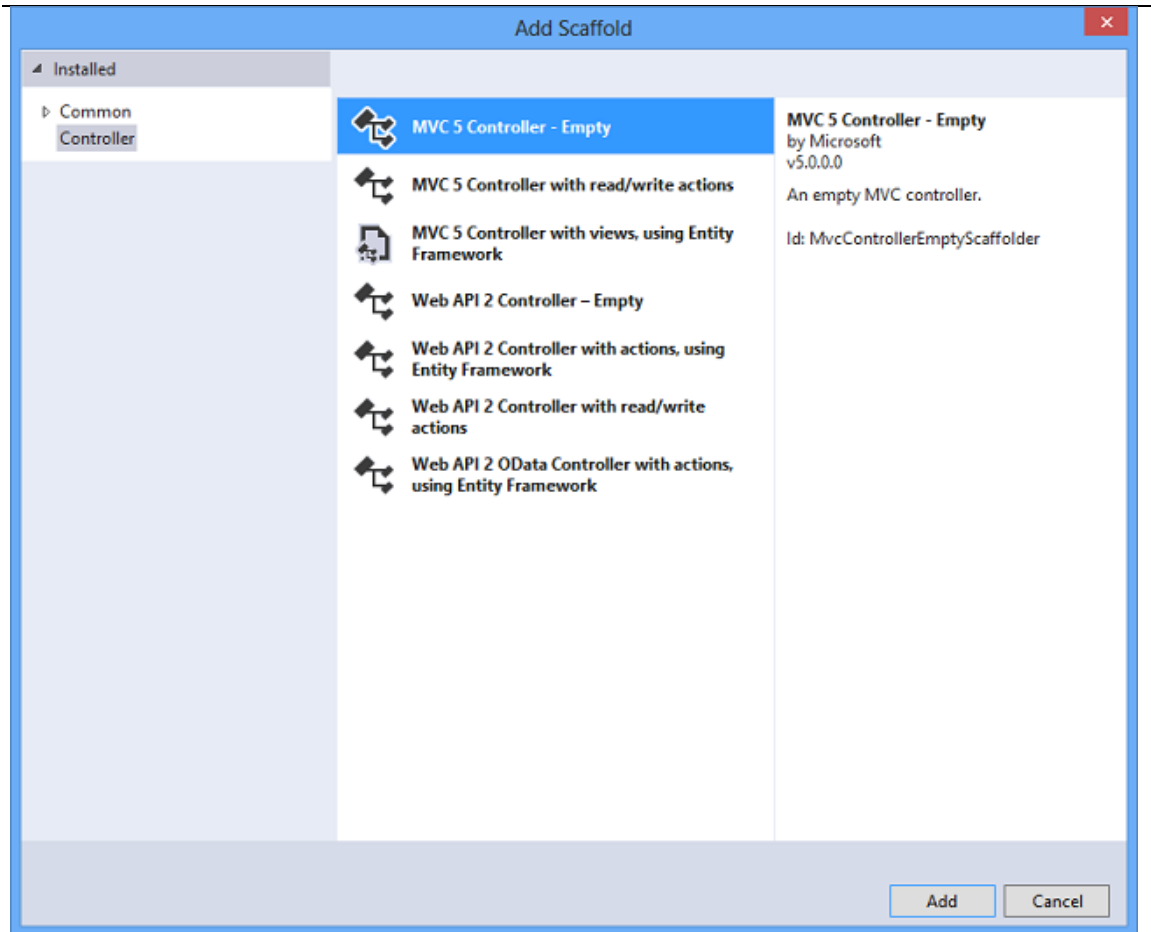 Add Scaffold
Installed
Common
Controller
MVC 5 Controller - Empty
MVC 5 Controller with read/write actions
MVC 5 Controller with views, using Entity
Framework
Web API 2 Controller – Empty
Web API 2 Controller with actions, using
Entity Framework
Web API 2 Controller with read/write
actions
Web API 2 OData Controller with actions,
using Entity Framework
MVC 5 Controller - Empty
by Microsoft
v5.0.0.0
An empty MVC controller.
Id: MvcControllerEmptyScaffolder
Add
Cancel